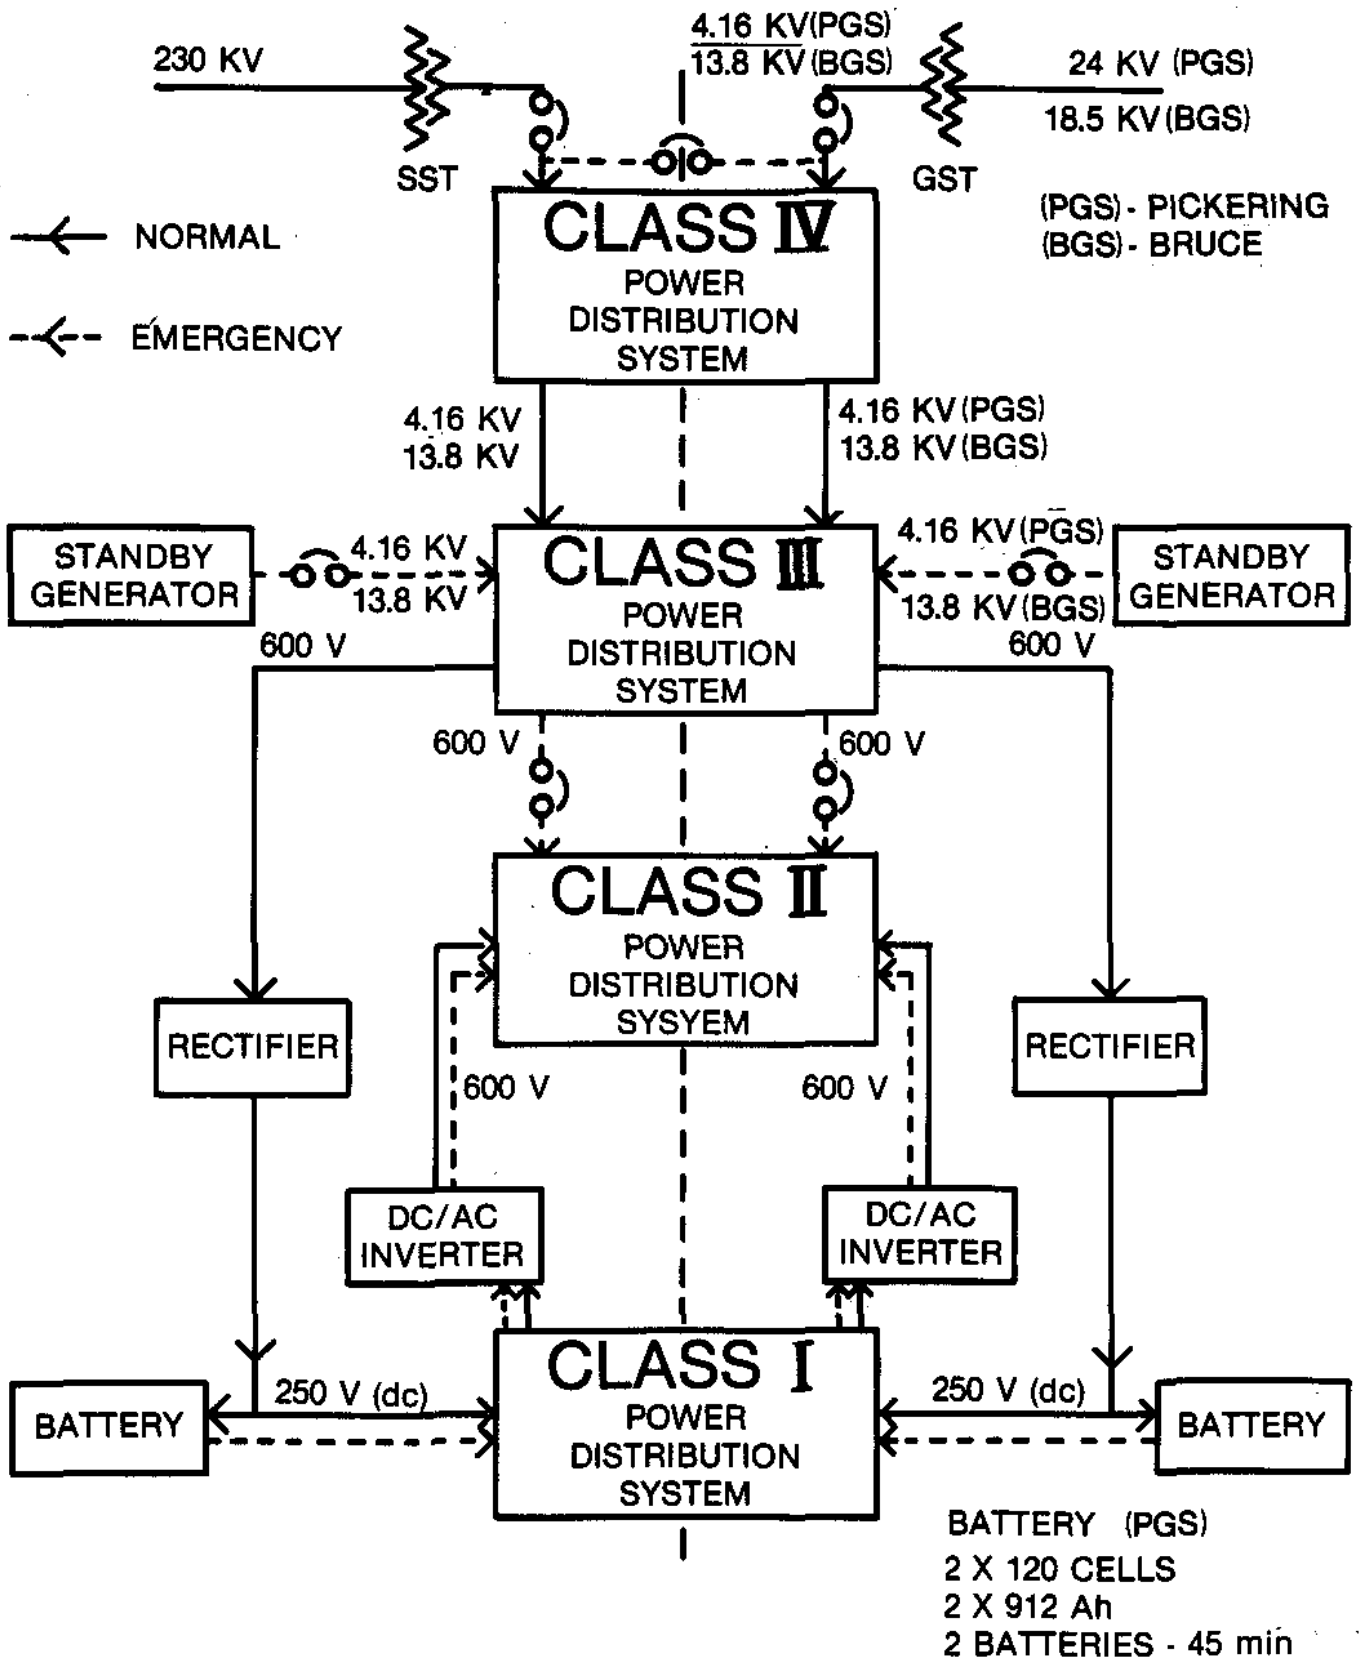 230 KV
4.16 KV(PGS)
13.8 KV(BGS)
24 KV (PGS)
18.5 KV(BGS)
SST
GST
NORMAL
EMERGENCY
(PGS) - PICKERING
(BGS) - BRUCE
CLASS IV
POWER
DISTRIBUTION
SYSTEM
4.16 KV
13.8 KV
4.16 KV(PGS)
13.8 KV(BGS)
STANDBY
GENERATOR
4.16 KV
13.8 KV
CLASS III
POWER
DISTRIBUTION
SYSTEM
4.16 KV(PGS)
13.8 KV(BGS)
STANDBY
GENERATOR
600 V
600 V
600 V
600 V
CLASS II
POWER
DISTRIBUTION
SYSYEM
RECTIFIER
RECTIFIER
600 V
600 V
DC/AC
INVERTER
DC/AC
INVERTER
CLASS I
POWER
DISTRIBUTION
SYSTEM
BATTERY
250 V (dc)
250 V (dc)
BATTERY
BATTERY (PGS)
2 X 120 CELLS
2 X 912 Ah
2 BATTERIES - 45 min